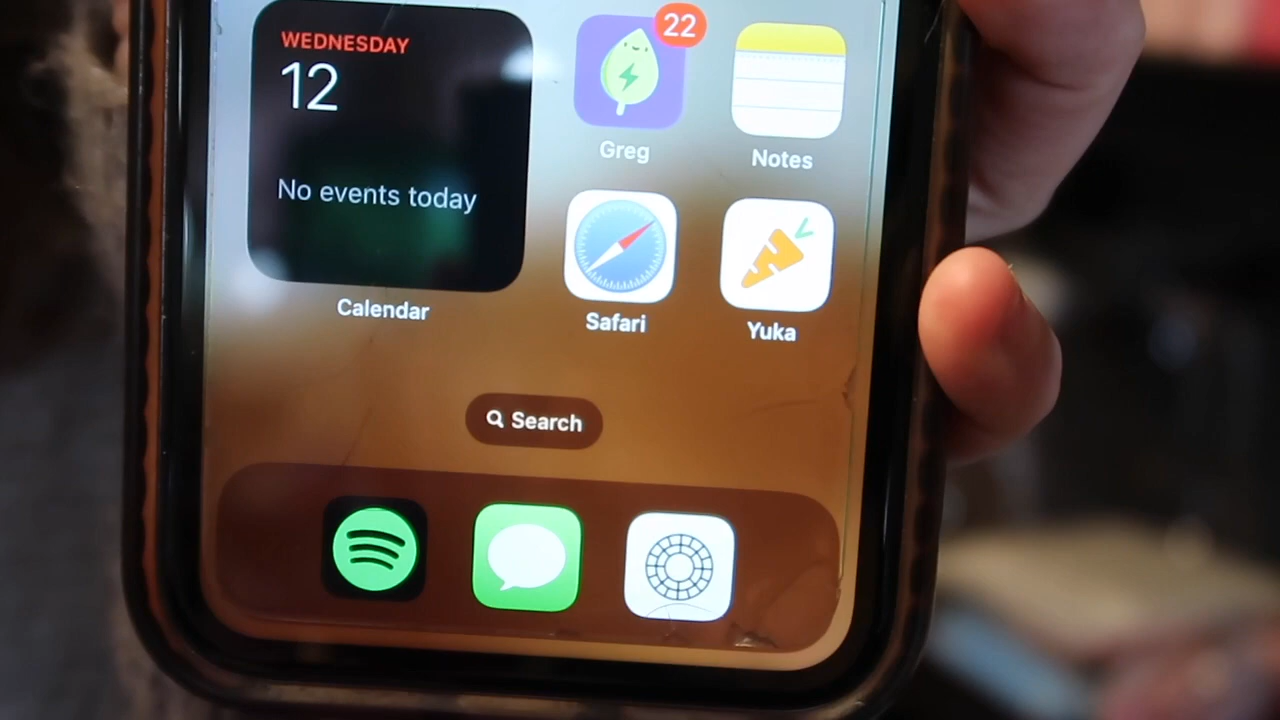 WEDNESDAY
12
No events today
Calendar
22
Greg
Notes
Safari
Yuka
Search